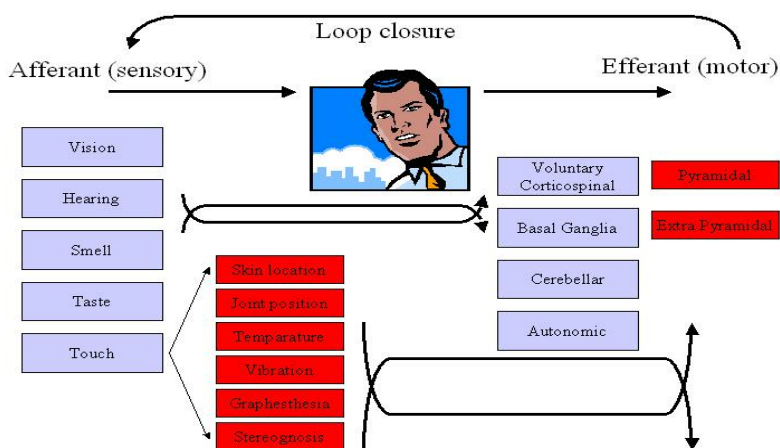 Loop closure
Afferant (sensory)
Efferant (motor)
Vision
Hearing
Smell
Taste
Touch
Skin location
Joint position
Temparature
Vibration
Graphesthesia
Stereognosis
Voluntary
Corticospinal
Basal Ganglia
Cerebellar
Autonomic
Pyramidal
Extra Pyramidal